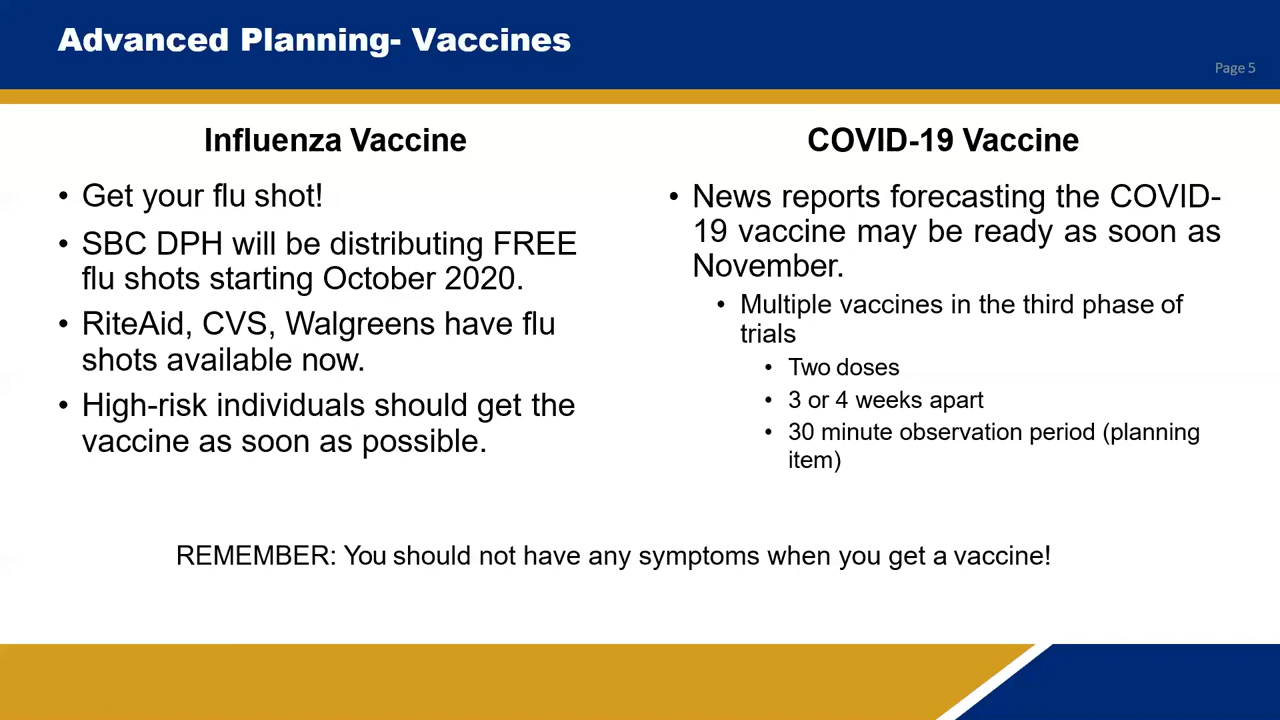 Advanced Planning- Vaccines
Page 5
Influenza Vaccine
• Get your flu shot!
• SBC DPH will be distributing FREE
flu shots starting October 2020.
• RiteAid, CVS, Walgreens have flu
shots available now.
• High-risk individuals should get the
vaccine as soon as possible.
COVID-19 Vaccine
• News reports forecasting the COVID-
19 vaccine may be ready as soon as
November.
• Multiple vaccines in the third phase of
trials
• Two doses
• 3 or 4 weeks apart
• 30 minute observation period (planning
item)
REMEMBER: You should not have any symptoms when you get a vaccine!